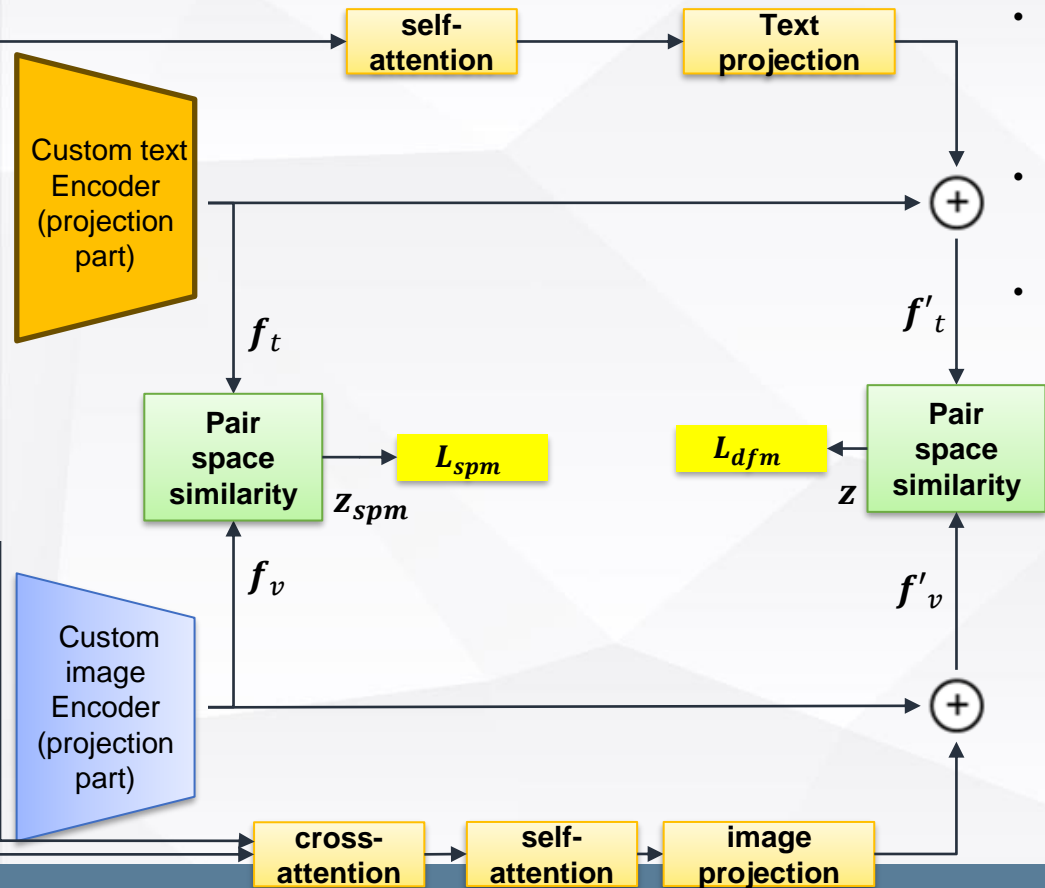 self-
attention
Text
projection
•
Custom text
Encoder
(projection
part)
+
•
•
f_t
f'_t
Pair
space
similarity
L_spm
z_spm
L_dfm
z
Pair
space
similarity
f_v
f'_v
Custom
image
Encoder
(projection
part)
+
cross-
attention
self-
attention
image
projection